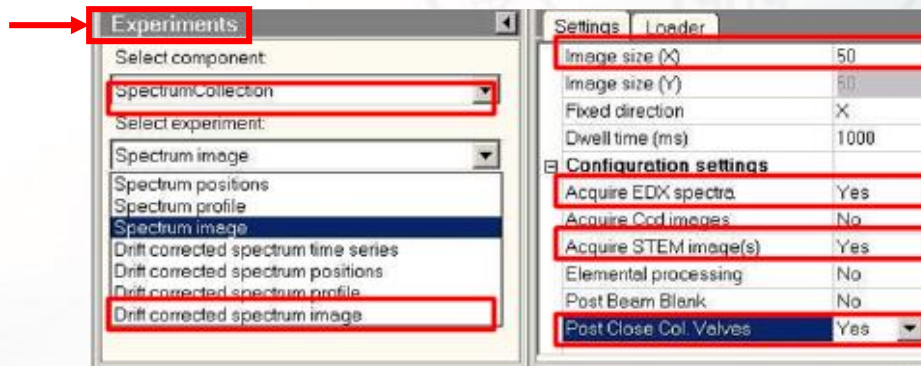 Experiments
Select component:
SpectrumCollection
Select experiment:
Spectrum image
Spectrum positions
Spectrum profile
Spectrum image
Drift corrected spectrum time series
Drift corrected spectrum positions
Drift corrected spectrum profile
Drift corrected spectrum image
Settings Loader
Image size (X) 50
Image size (Y) 50
Fixed direction X
Dwell time (ms) 1000
Configuration settings
Acquire EDX spectra Yes
Acquire Ccd images No
Acquire STEM image(s) Yes
Elemental processing No
Post Beam Blank No
Post Close Col. Valves Yes